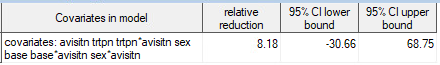 Covariates in model relative reduction 95% CI lower bound 95% CI upper bound
covariates: avisitn trtpn trtpn*avisitn sex 8.18 -30.66 68.75
base base*avisitn sex*avisitn